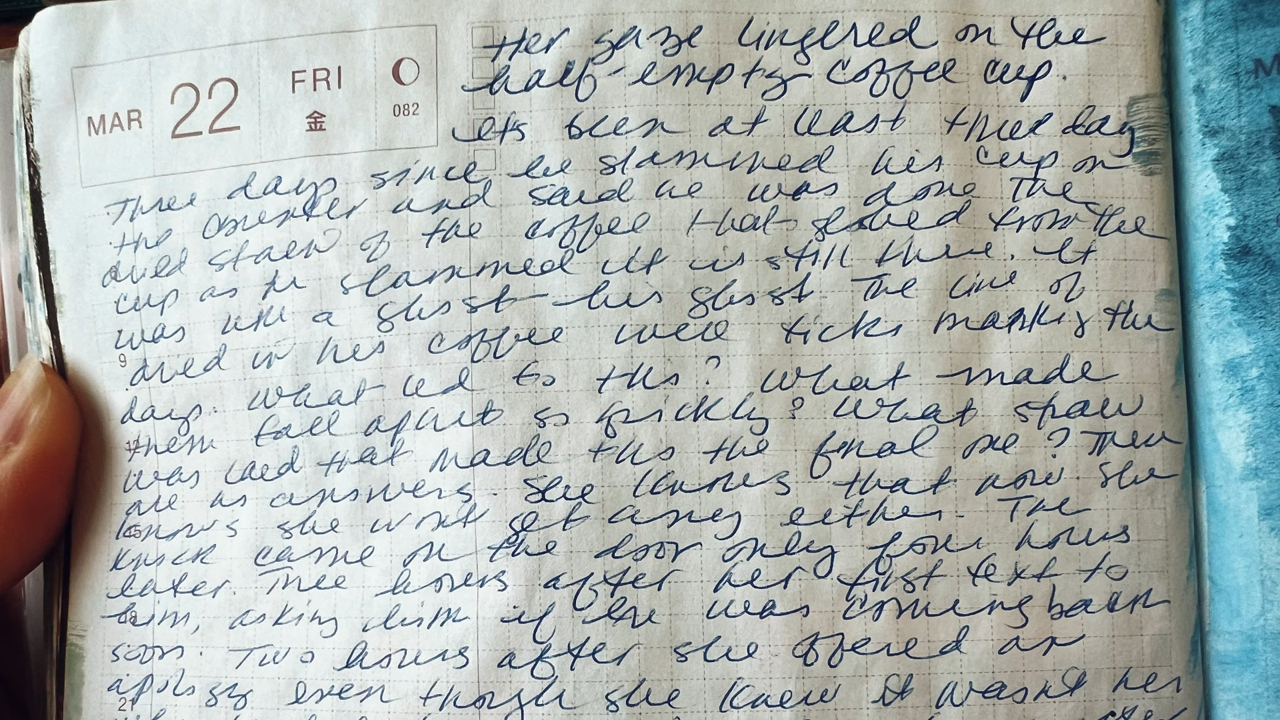 MAR 22 FRI
金 082
Her gaze lingered on the
half-empty coffee cup.
It's been at least three day
Three days since he slammed his cup on
the counter and said he was done. The
dried stain of the coffee that sloved from the
cup as he slammed it is still there. It
was like a ghost - his ghost. The line of
9
dried in his coffee were ticks marking the
days. What led to this? What made
them fall apart so quickly? What straw
was laed that made this the final one? There
are no answers. She knows that now. She
knows she wont get any either. The
knock came on the door only four hours
later. Three hours after her first text to
him, asking him if he was coming back
soon. Two hours after she offered an
apology even though she knew it wasn't her
21